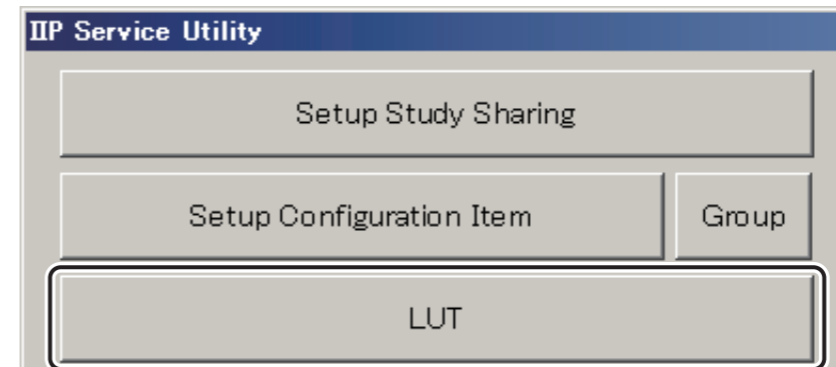 IIP Service Utility
Setup Study Sharing
Setup Configuration Item Group
LUT